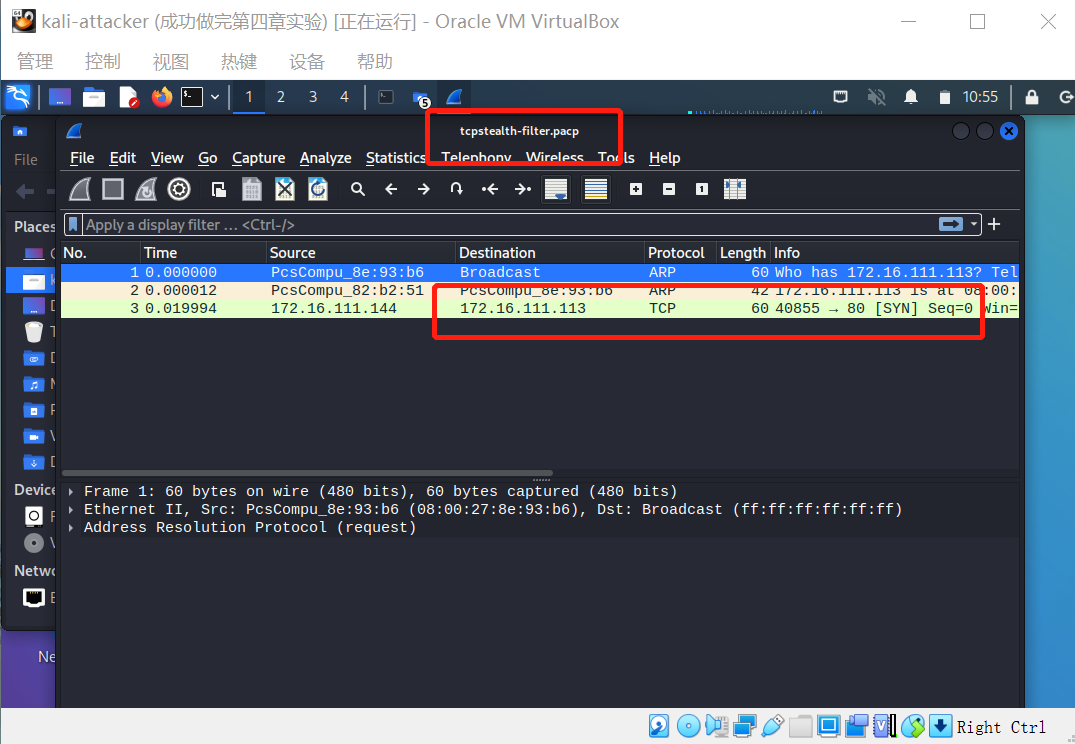 kali-attacker (成功做完第四章实验) [正在运行] - Oracle VM VirtualBox
管理 控制 视图 热键 设备 帮助
1 2 3 4 5 10:55
tcpstealth-filter.pacp
File
File Edit View Go Capture Analyze Statistics Telephony Wireless Tools Help
Places
Apply a display filter … <Ctrl-/>
No. Time Source Destination Protocol Length Info
1 0.000000 PcsCompu_8e:93:b6 Broadcast ARP 60 Who has 172.16.111.113? Tel
2 0.000012 PcsCompu_82:b2:51 PcsCompu_8e:93:b6 ARP 42 172.16.111.113 is at 08:00:
3 0.019994 172.16.111.144 172.16.111.113 TCP 60 40855 → 80 [SYN] Seq=0 Win=
Device
Frame 1: 60 bytes on wire (480 bits), 60 bytes captured (480 bits)
Ethernet II, Src: PcsCompu_8e:93:b6 (08:00:27:8e:93:b6), Dst: Broadcast (ff:ff:ff:ff:ff:ff)
Address Resolution Protocol (request)
Netwo
Ne
Right Ctrl